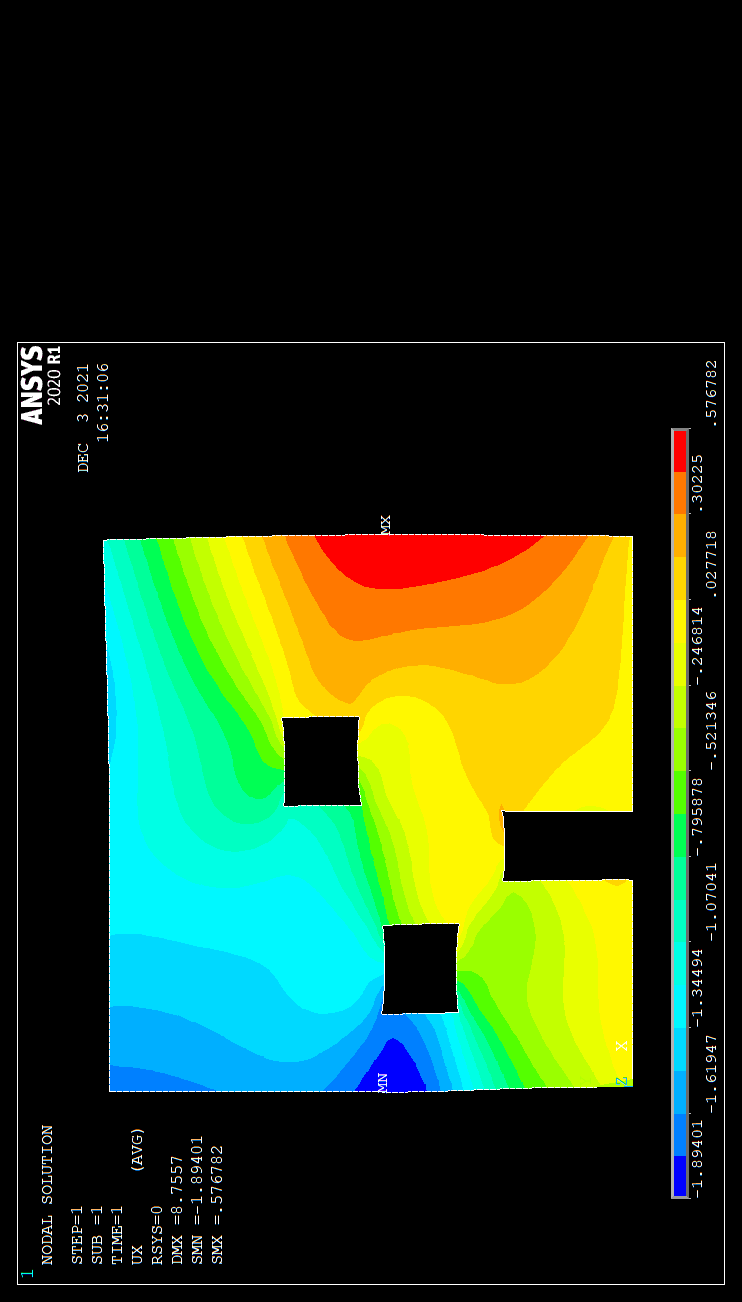 1
NODAL SOLUTION
STEP=1
SUB =1
TIME=1
UX (AVG)
RSYS=0
DMX =8.7557
SMN =-1.89401
SMX =.576782
ANSYS
2020 R1
DEC 3 2021
16:31:06
MN
MX
Z X
-1.89401
-1.61947
-1.34494
-1.07041
-.795878
-.521346
-.246814
.027718
.30225
.576782